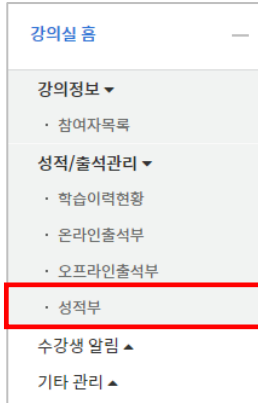 강의실 홈 —
강의정보 ▾
· 참여자목록
성적/출석관리 ▾
· 학습이력현황
· 온라인출석부
· 오프라인출석부
· 성적부
수강생 알림 ▴
기타 관리 ▴